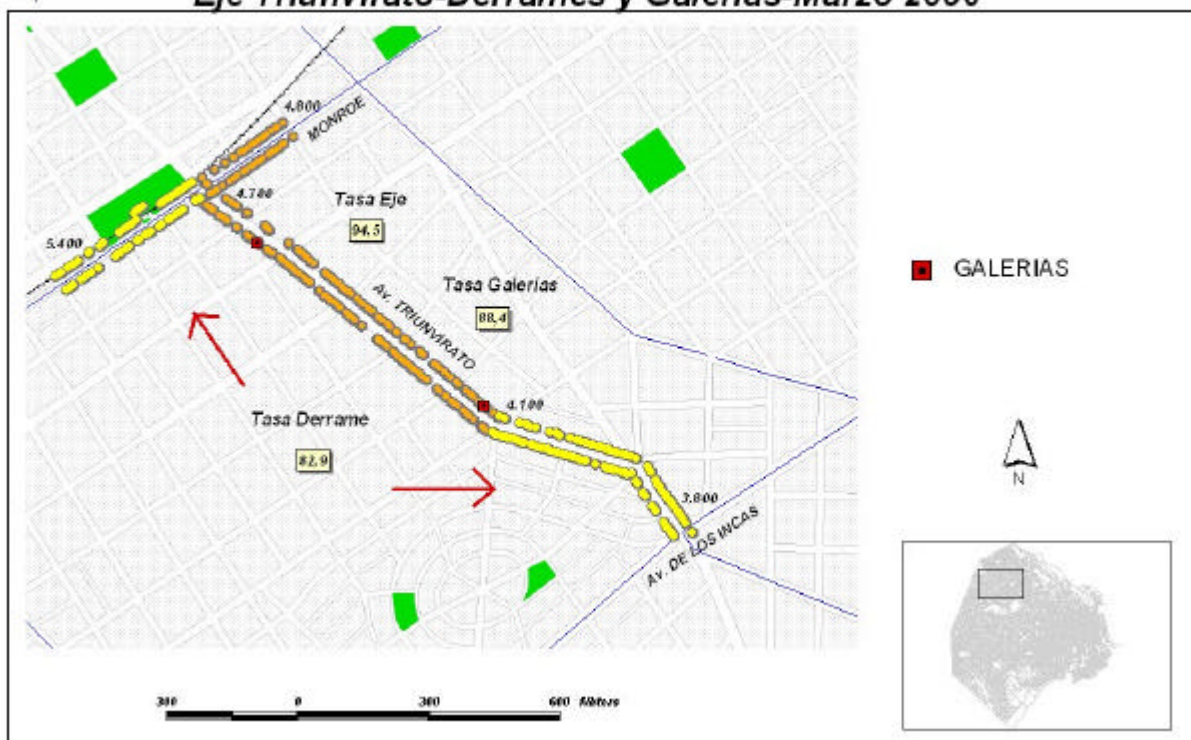 Eje Triunvirato-Derrames y Galerías-Marzo 2006
4.800
MONROE
4.700
Tasa Eje
94,5
5.400
GALERIAS
Tasa Galerías
88,4
Av. TRIUNVIRATO
4.100
Tasa Derrame
82,9
3.800
Av. DE LOS INCAS
N
300 0 300 600 Meters